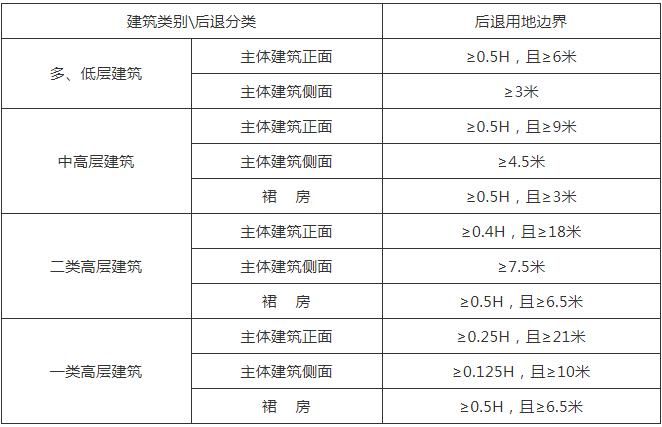 建筑类别\后退分类 后退用地边界
多、低层建筑 主体建筑正面 ≥0.5H，且≥6米
主体建筑侧面 ≥3米
中高层建筑 主体建筑正面 ≥0.5H，且≥9米
主体建筑侧面 ≥4.5米
裙 房 ≥0.5H，且≥3米
二类高层建筑 主体建筑正面 ≥0.4H，且≥18米
主体建筑侧面 ≥7.5米
裙 房 ≥0.5H，且≥6.5米
一类高层建筑 主体建筑正面 ≥0.25H，且≥21米
主体建筑侧面 ≥0.125H，且≥10米
裙 房 ≥0.5H，且≥6.5米